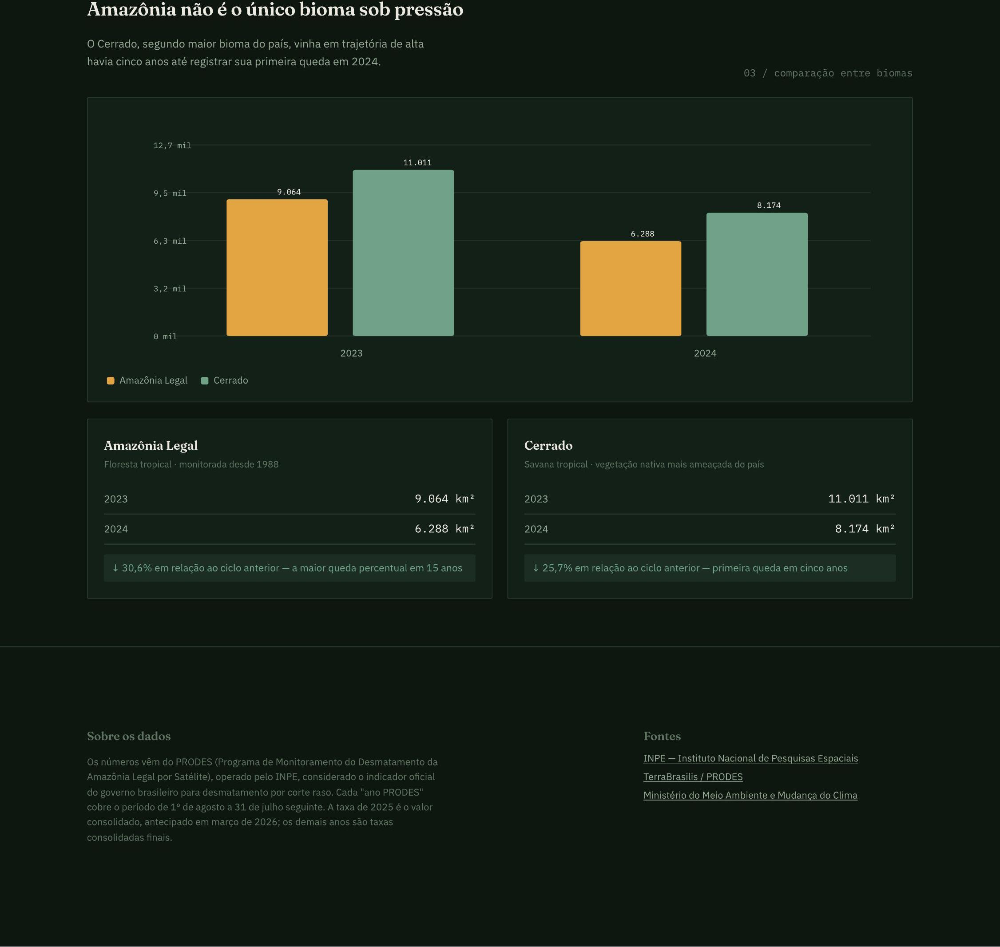 Amazônia não é o único bioma sob pressão
O Cerrado, segundo maior bioma do país, vinha em trajetória de alta
havia cinco anos até registrar sua primeira queda em 2024.
03 / comparação entre biomas
12,7 mil
9,5 mil
6,3 mil
3,2 mil
0 mil
9.064
11.011
6.288
8.174
2023
2024
Amazônia Legal
Cerrado
Amazônia Legal
Floresta tropical · monitorada desde 1988
2023 9.064 km²
2024 6.288 km²
↓ 30,6% em relação ao ciclo anterior — a maior queda percentual em 15 anos
Cerrado
Savana tropical · vegetação nativa mais ameaçada do país
2023 11.011 km²
2024 8.174 km²
↓ 25,7% em relação ao ciclo anterior — primeira queda em cinco anos
Sobre os dados
Os números vêm do PRODES (Programa de Monitoramento do Desmatamento da
Amazônia Legal por Satélite), operado pelo INPE, considerado o indicador oficial
do governo brasileiro para desmatamento por corte raso. Cada "ano PRODES"
cobre o período de 1º de agosto a 31 de julho seguinte. A taxa de 2025 é o valor
consolidado, antecipado em março de 2026; os demais anos são taxas
consolidadas finais.
Fontes
INPE — Instituto Nacional de Pesquisas Espaciais
TerraBrasilis / PRODES
Ministério do Meio Ambiente e Mudança do Clima